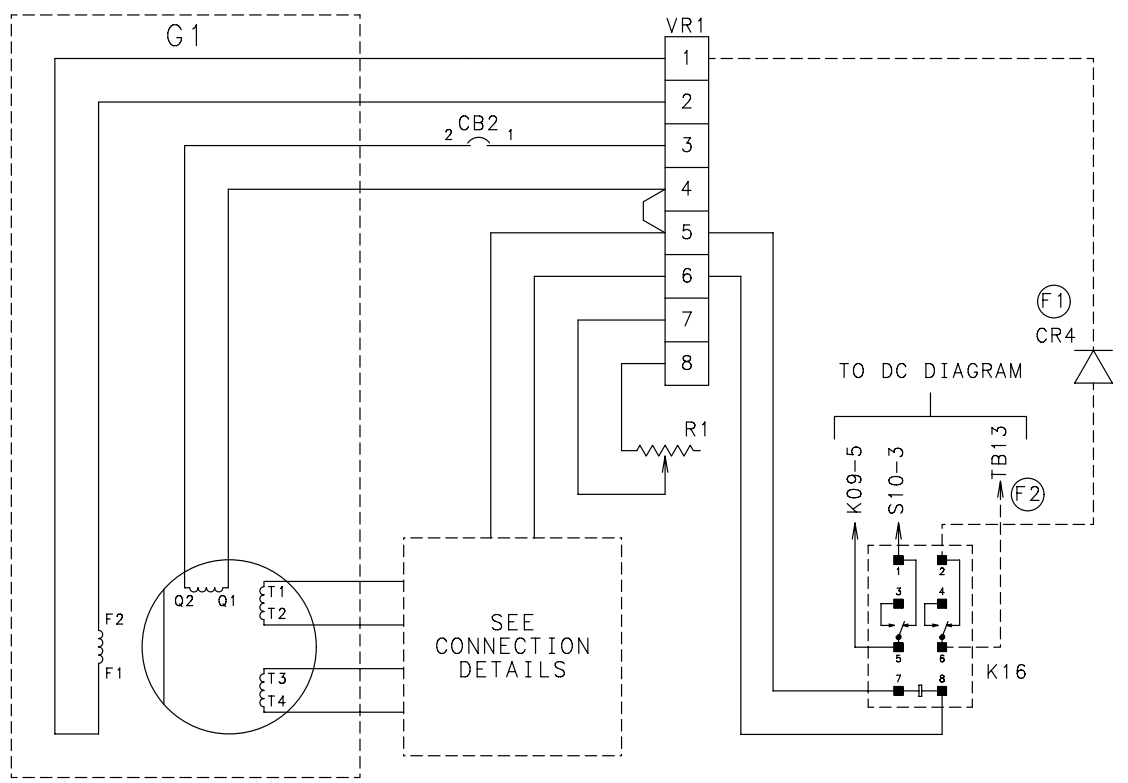 G1
VR1
1
2
3
4
5
6
7
8
2 CB2 1
F1
CR4
TO DC DIAGRAM
R1
K09-5
S10-3
TB13
F2
1 2
3 4
5 6
7 8
K16
Q2 Q1
T1
T2
F2
F1
T3
T4
SEE
CONNECTION
DETAILS